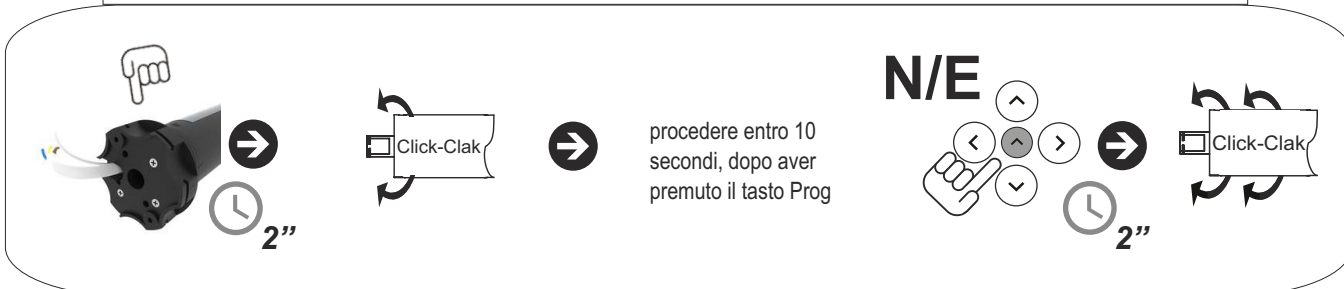 2”
Click-Clak
procedere entro 10
secondi, dopo aver
premuto il tasto Prog
N/E
2”
Click-Clak